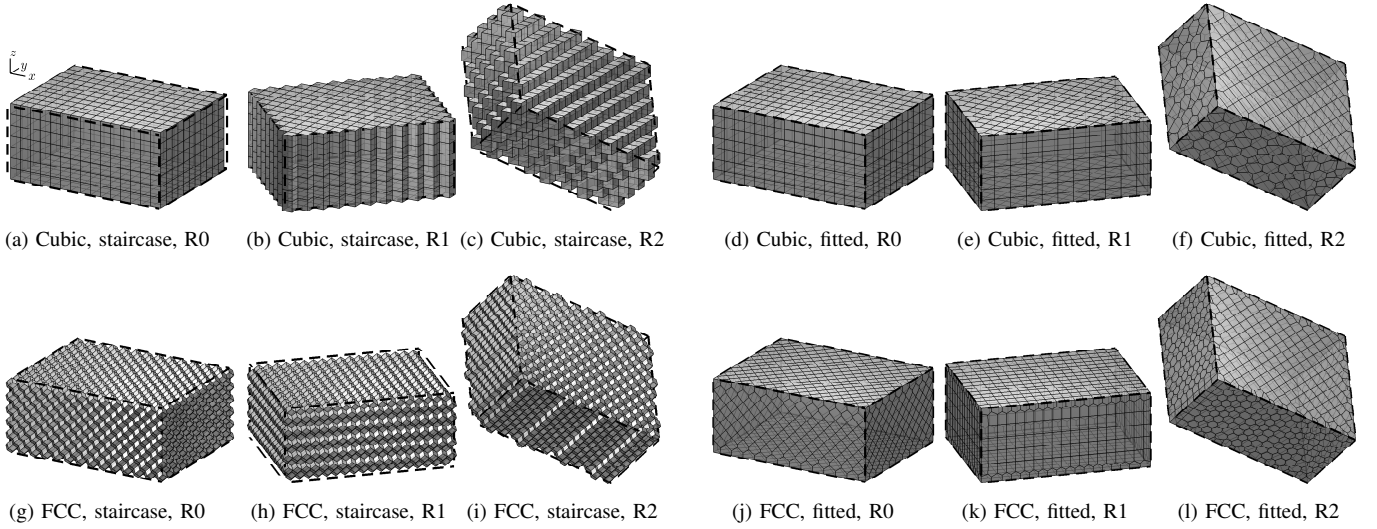 z
y
x
(a) Cubic, staircase, R0
(b) Cubic, staircase, R1
(c) Cubic, staircase, R2
(d) Cubic, fitted, R0
(e) Cubic, fitted, R1
(f) Cubic, fitted, R2
(g) FCC, staircase, R0
(h) FCC, staircase, R1
(i) FCC, staircase, R2
(j) FCC, fitted, R0
(k) FCC, fitted, R1
(l) FCC, fitted, R2